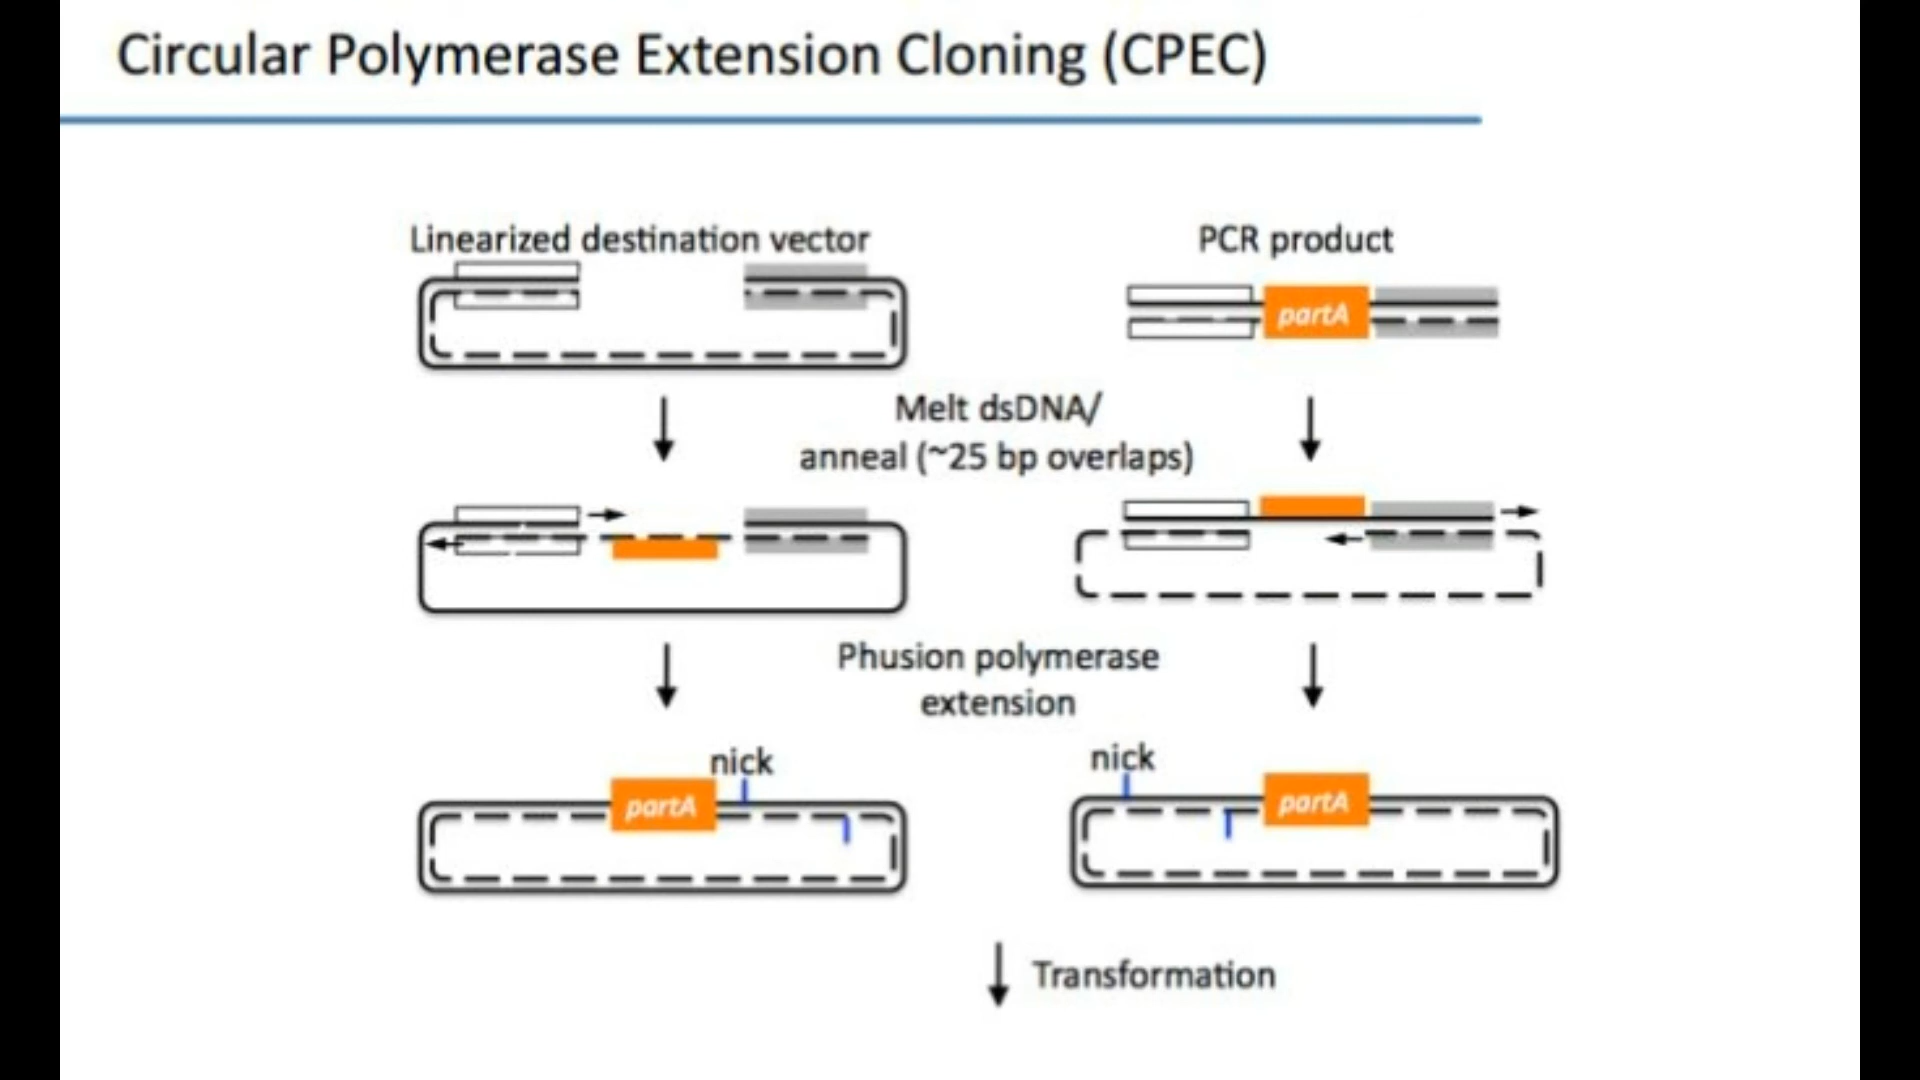 Circular Polymerase Extension Cloning (CPEC)
Linearized destination vector
PCR product
partA
Melt dsDNA/
anneal (~25 bp overlaps)
Phusion polymerase
extension
nick
nick
partA
partA
Transformation